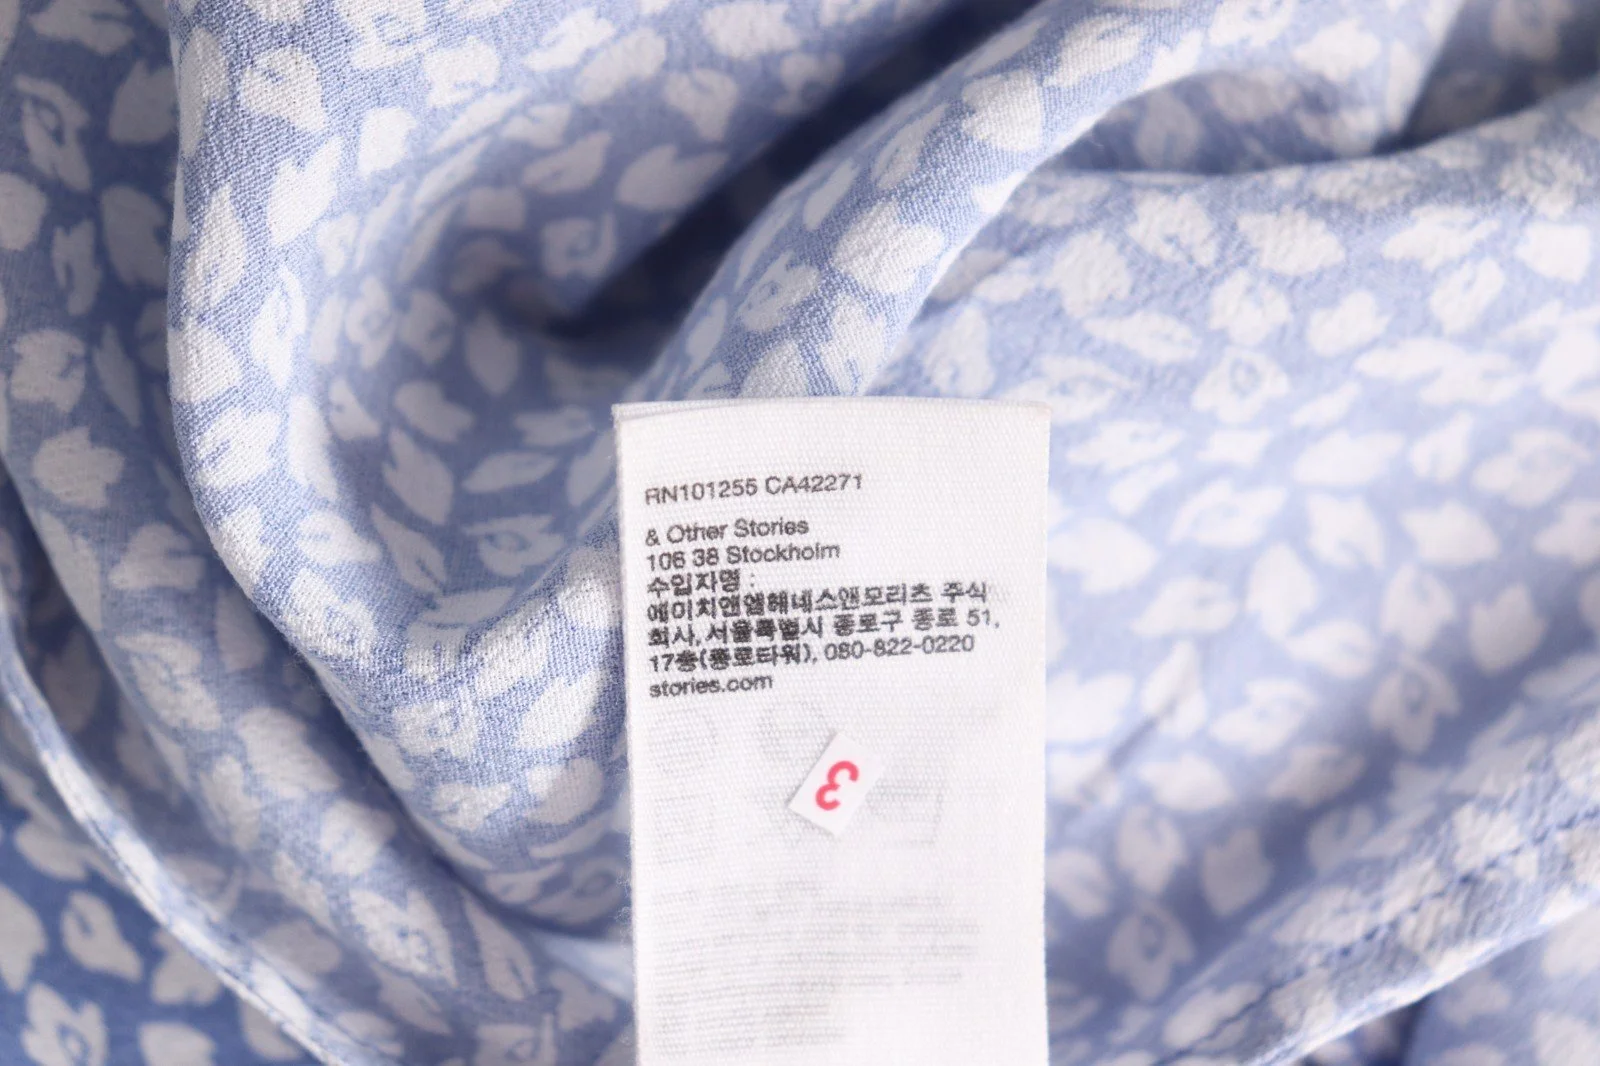 RN101255 CA42271
& Other Stories
106 38 Stockholm
수입자명 :
에이치앤엠헤네스앤모리츠 주식
회사, 서울특별시 종로구 종로 51,
17층(종로타워), 080-822-0220
stories.com
3